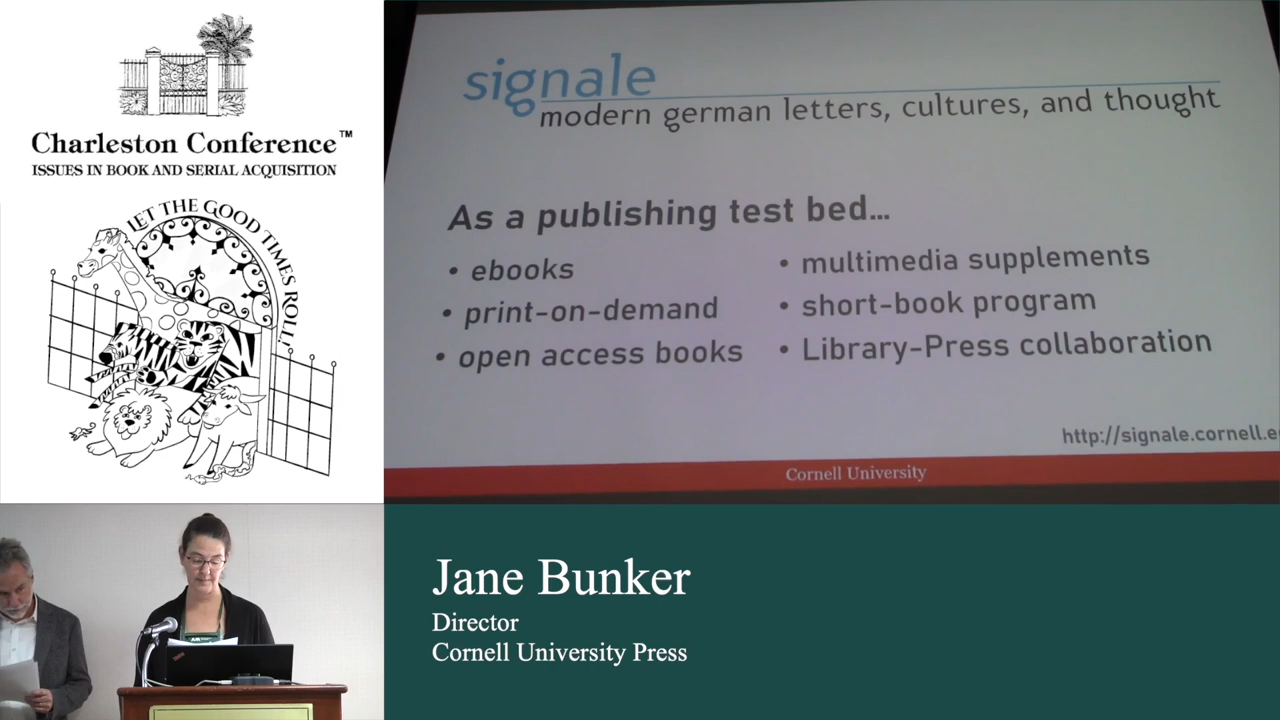 Charleston Conference™
ISSUES IN BOOK AND SERIAL ACQUISITION
LET THE GOOD TIMES ROLL!
signale
modern german letters, cultures, and thought
As a publishing test bed...
• ebooks
• print-on-demand
• open access books
• multimedia supplements
• short-book program
• Library-Press collaboration
http://signale.cornell.e
Cornell University
Jane Bunker
Director
Cornell University Press